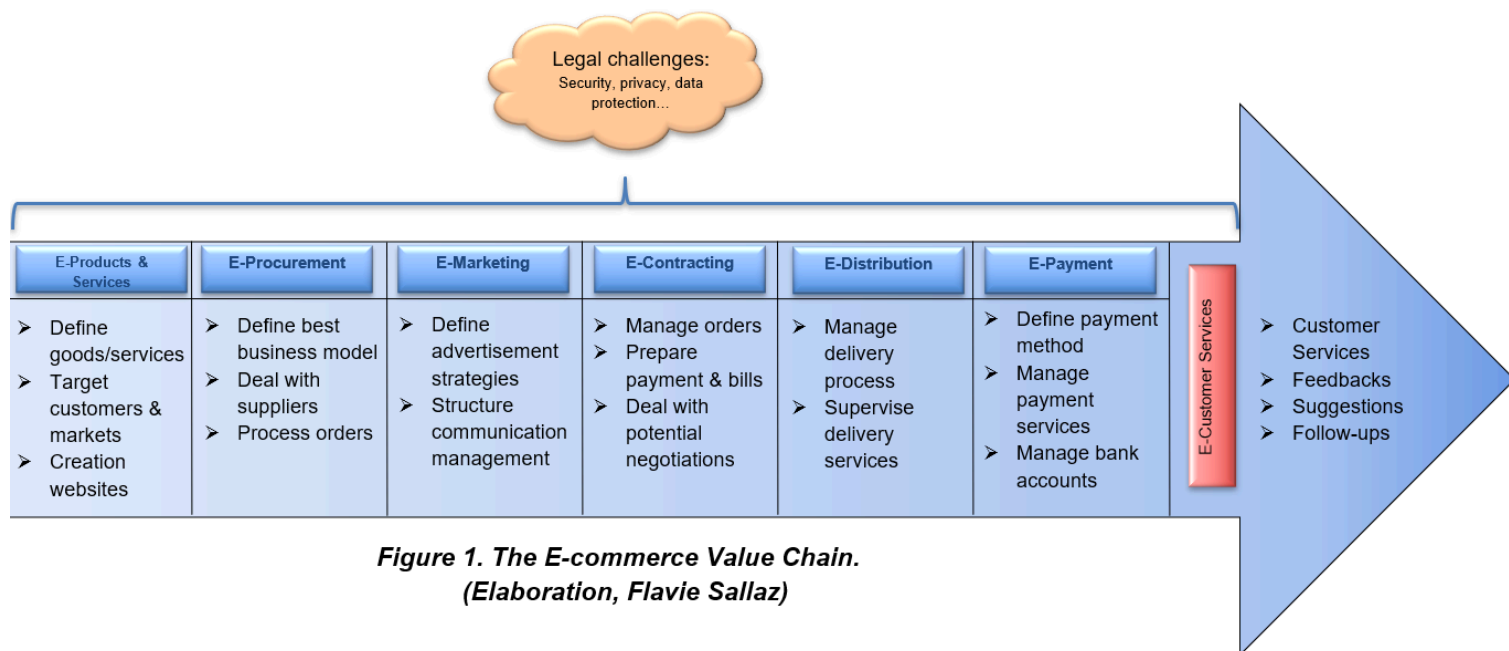 Legal challenges:
Security, privacy, data
protection...
E-Products &
Services
E-Procurement
E-Marketing
E-Contracting
E-Distribution
E-Payment
E-Customer Services
➢ Define
goods/services
➢ Target
customers &
markets
➢ Creation
websites
➢ Define best
business model
➢ Deal with
suppliers
➢ Process orders
➢ Define
advertisement
strategies
➢ Structure
communication
management
➢ Manage orders
➢ Prepare
payment & bills
➢ Deal with
potential
negotiations
➢ Manage
delivery
process
➢ Supervise
delivery
services
➢ Define payment
method
➢ Manage
payment
services
➢ Manage bank
accounts
➢ Customer
Services
➢ Feedbacks
➢ Suggestions
➢ Follow-ups
Figure 1. The E-commerce Value Chain.
(Elaboration, Flavie Sallaz)